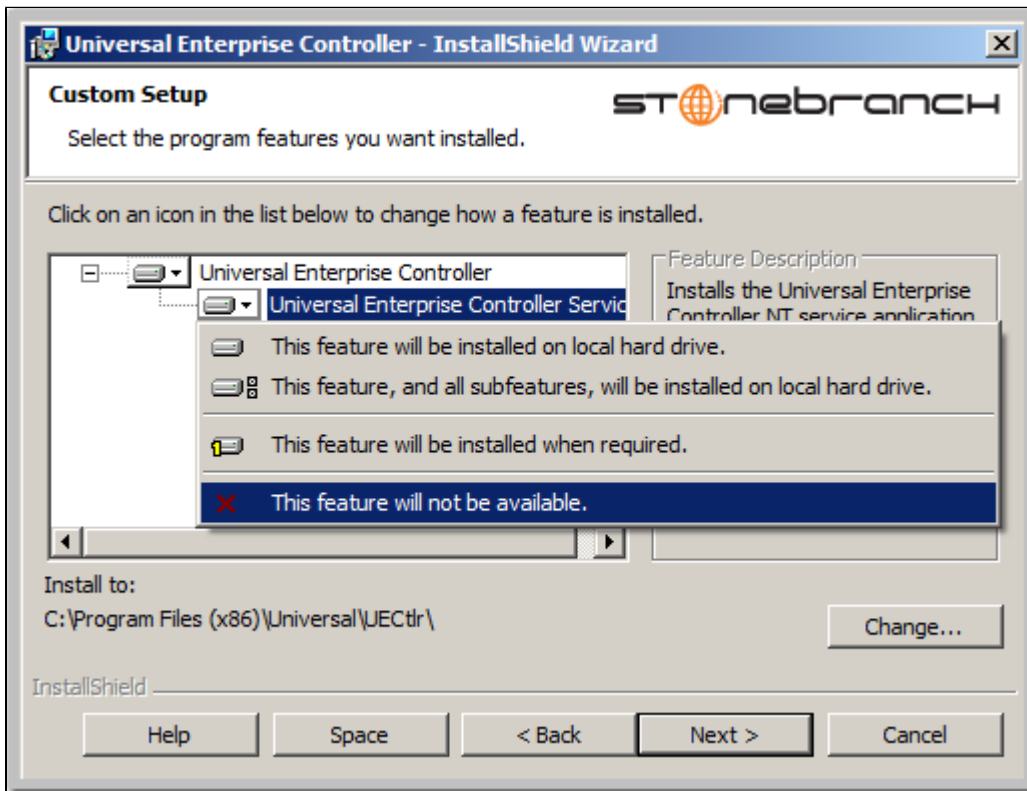 Universal Enterprise Controller - InstallShield Wizard
Custom Setup
STONEBRANCH
Select the program features you want installed.
Click on an icon in the list below to change how a feature is installed.
Universal Enterprise Controller
Universal Enterprise Controller Servic
Feature Description
Installs the Universal Enterprise
Controller NT service application
This feature will be installed on local hard drive.
This feature, and all subfeatures, will be installed on local hard drive.
This feature will be installed when required.
This feature will not be available.
Install to:
C:\Program Files (x86)\Universal\UECtlr\
Change...
InstallShield
Help
Space
< Back
Next >
Cancel